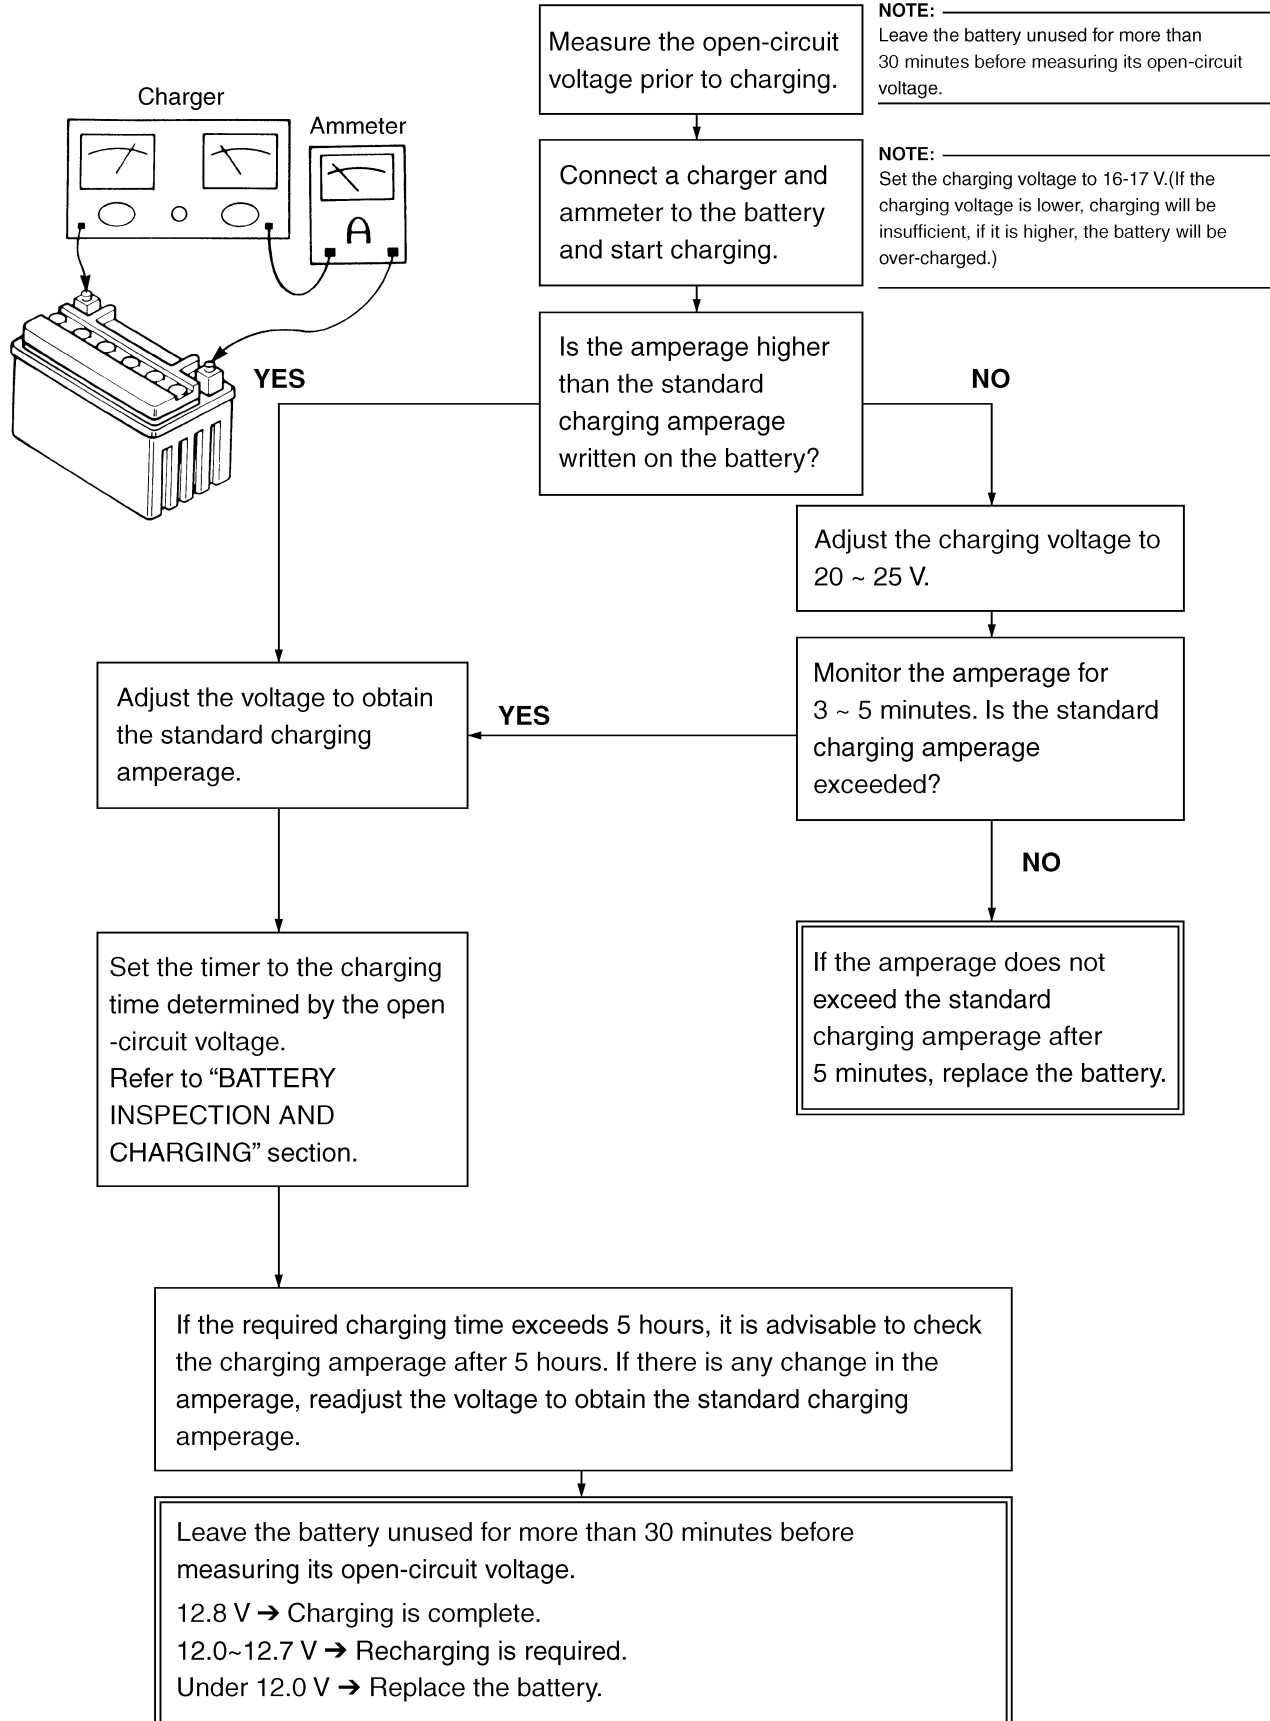 Charger
Ammeter
A
Measure the open-circuit
voltage prior to charging.
NOTE:
Leave the battery unused for more than
30 minutes before measuring its open-circuit
voltage.
Connect a charger and
ammeter to the battery
and start charging.
NOTE:
Set the charging voltage to 16-17 V.(If the
charging voltage is lower, charging will be
insufficient, if it is higher, the battery will be
over-charged.)
Is the amperage higher
than the standard
charging amperage
written on the battery?
YES
NO
Adjust the charging voltage to
20 ~ 25 V.
Monitor the amperage for
3 ~ 5 minutes. Is the standard
charging amperage
exceeded?
YES
Adjust the voltage to obtain
the standard charging
amperage.
NO
If the amperage does not
exceed the standard
charging amperage after
5 minutes, replace the battery.
Set the timer to the charging
time determined by the open
-circuit voltage.
Refer to “BATTERY
INSPECTION AND
CHARGING” section.
If the required charging time exceeds 5 hours, it is advisable to check
the charging amperage after 5 hours. If there is any change in the
amperage, readjust the voltage to obtain the standard charging
amperage.
Leave the battery unused for more than 30 minutes before
measuring its open-circuit voltage.
12.8 V ➔ Charging is complete.
12.0~12.7 V ➔ Recharging is required.
Under 12.0 V ➔ Replace the battery.